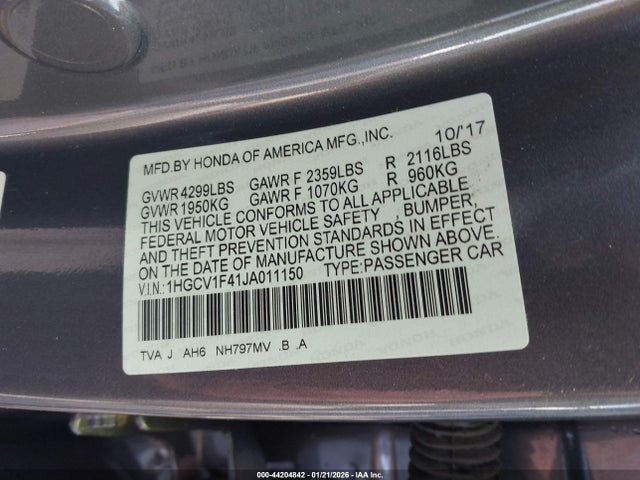 MFD.BY HONDA OF AMERICA MFG.,INC. 10/'17
GVWR 4299LBS GAWR F 2359LBS R 2116LBS
GVWR 1950KG GAWR F 1070KG R 960KG
THIS VEHICLE CONFORMS TO ALL APPLICABLE
FEDERAL MOTOR VEHICLE SAFETY , BUMPER,
AND THEFT PREVENTION STANDARDS IN EFFECT
ON THE DATE OF MANUFACTURE SHOWN ABOVE.
V.I.N.: 1HGCV1F41JA011150 TYPE:PASSENGER CAR
TVA J AH6 NH797MV .B .A
000-44204842 | 01/21/2026 | IAA Inc.